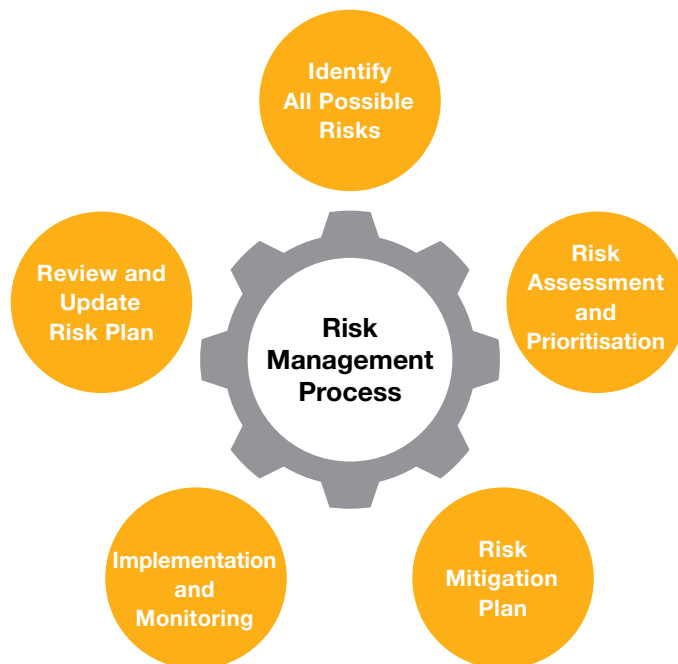 Identify
All Possible
Risks
Risk
Assessment
and
Prioritisation
Risk
Mitigation
Plan
Implementation
and
Monitoring
Review and
Update
Risk Plan
Risk
Management
Process